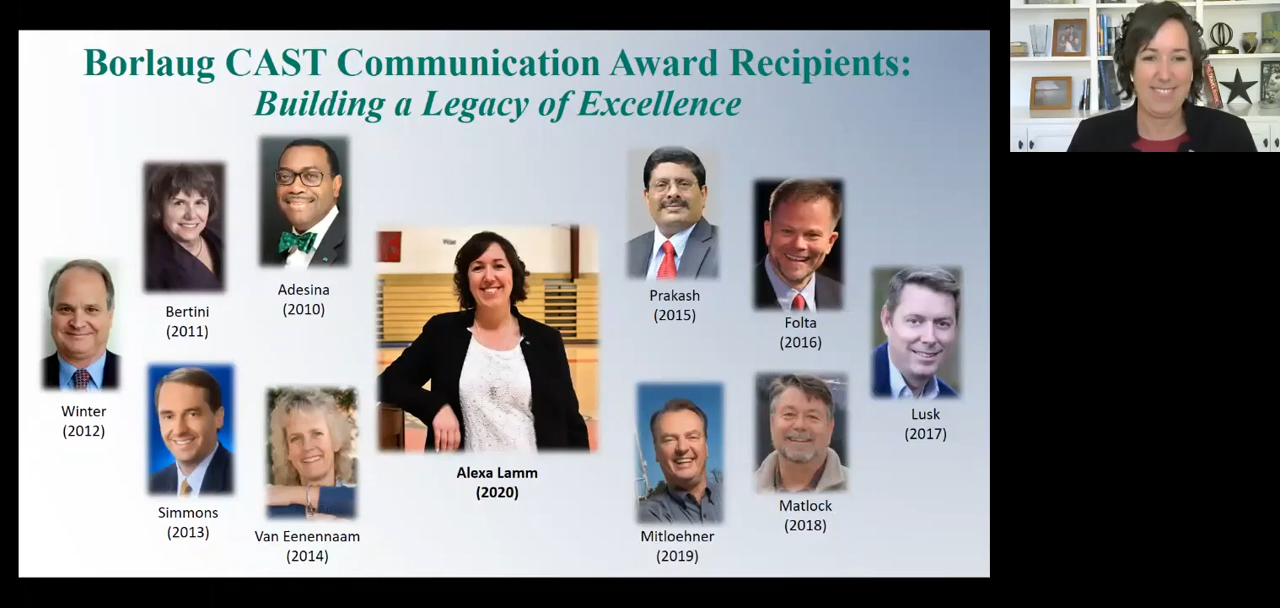 Borlaug CAST Communication Award Recipients:
Building a Legacy of Excellence
Adesina
(2010)
Bertini
(2011)
Winter
(2012)
Simmons
(2013)
Van Eenennaam
(2014)
Alexa Lamm
(2020)
Prakash
(2015)
Folta
(2016)
Lusk
(2017)
Matlock
(2018)
Mitloehner
(2019)